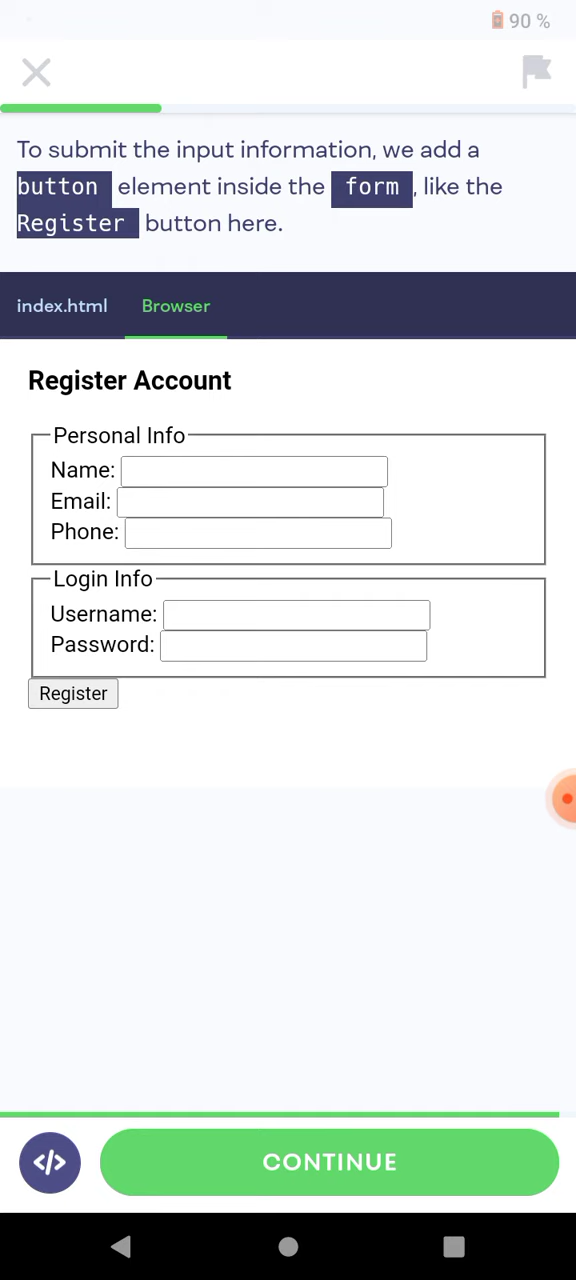 90 %
To submit the input information, we add a
button element inside the form, like the
Register button here.
index.html Browser
Register Account
Personal Info
Name:
Email:
Phone:
Login Info
Username:
Password:
Register
</>
CONTINUE